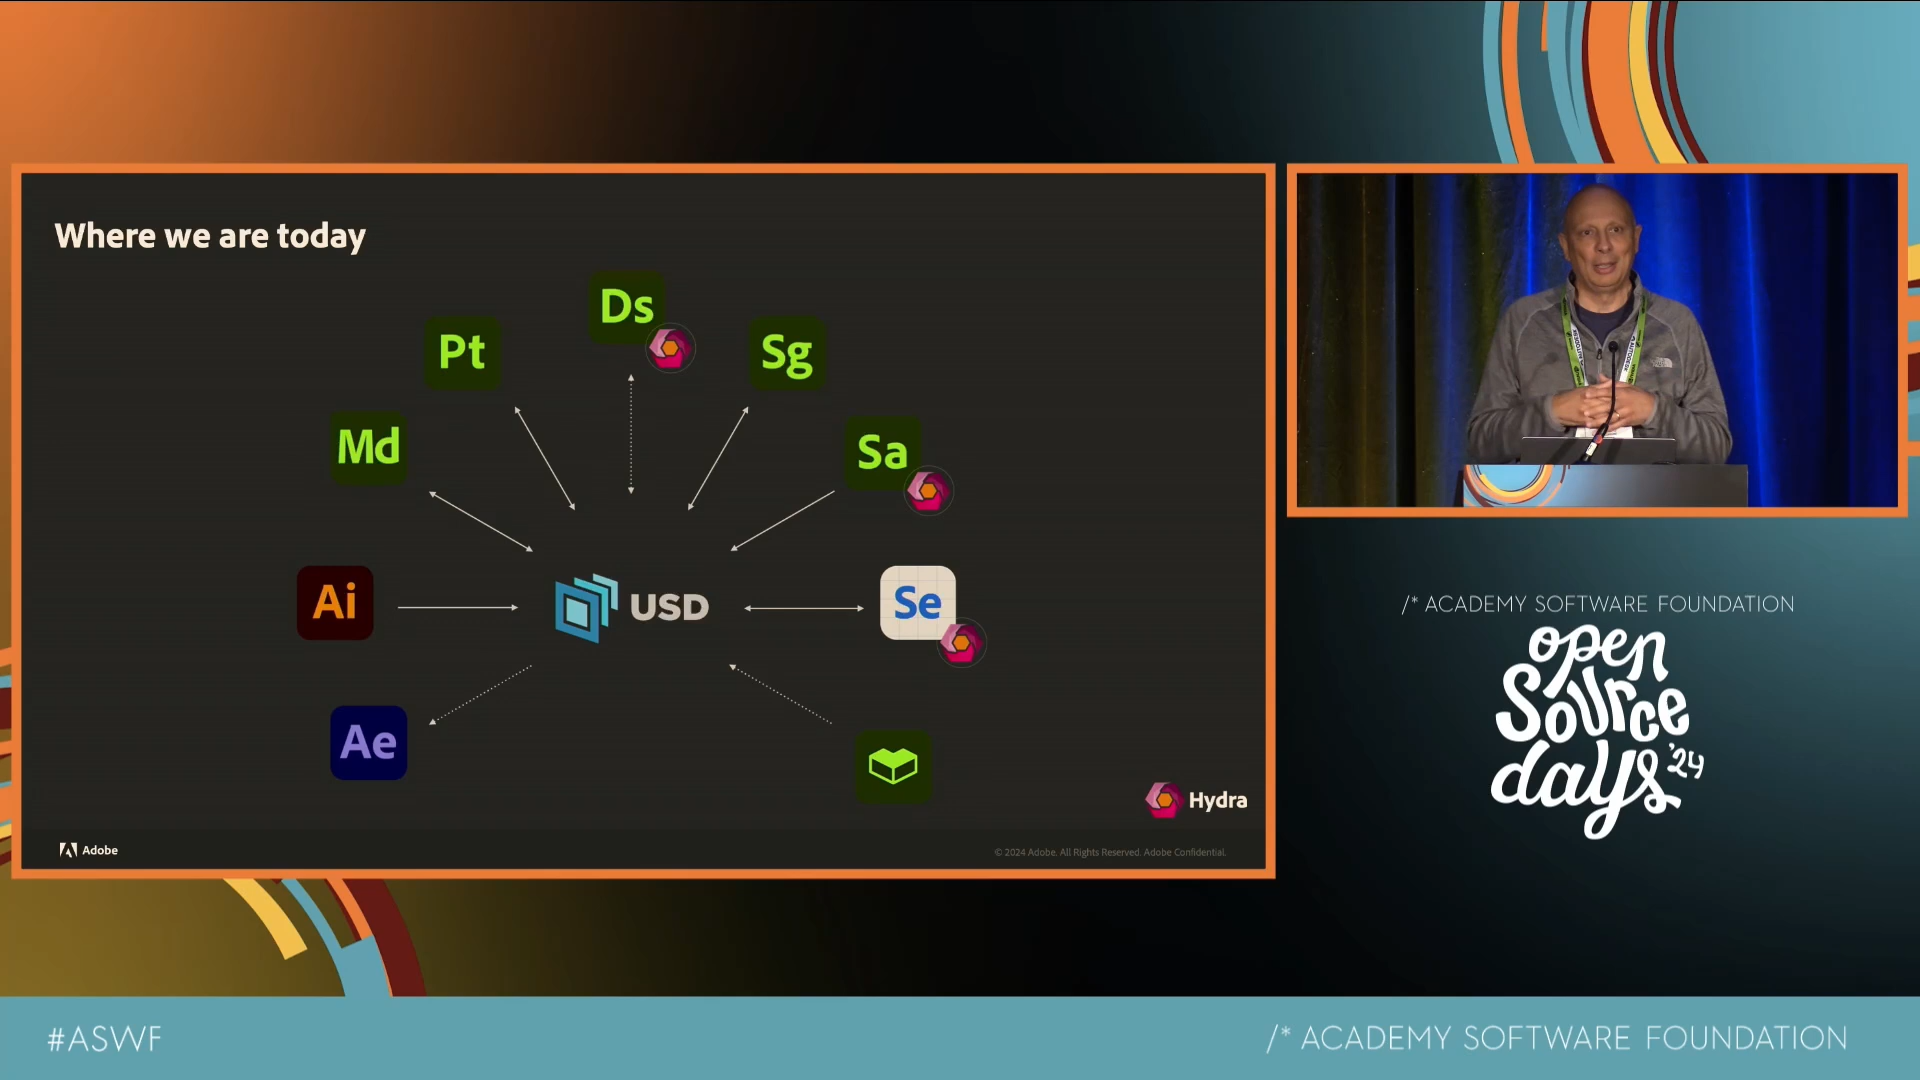 Where we are today
Ds
Pt
Sg
Md
Sa
Ai
USD
Se
Ae
Hydra
Adobe
© 2024 Adobe. All Rights Reserved. Adobe Confidential.
/* ACADEMY SOFTWARE FOUNDATION
open
Source
days '24
#ASWF
/* ACADEMY SOFTWARE FOUNDATION